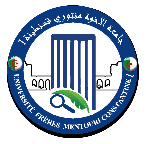 جامعة الإخوة منتوري قسنطينة 1
UNIVERSITÉ FRÈRES MENTOURI CONSTANTINE 1